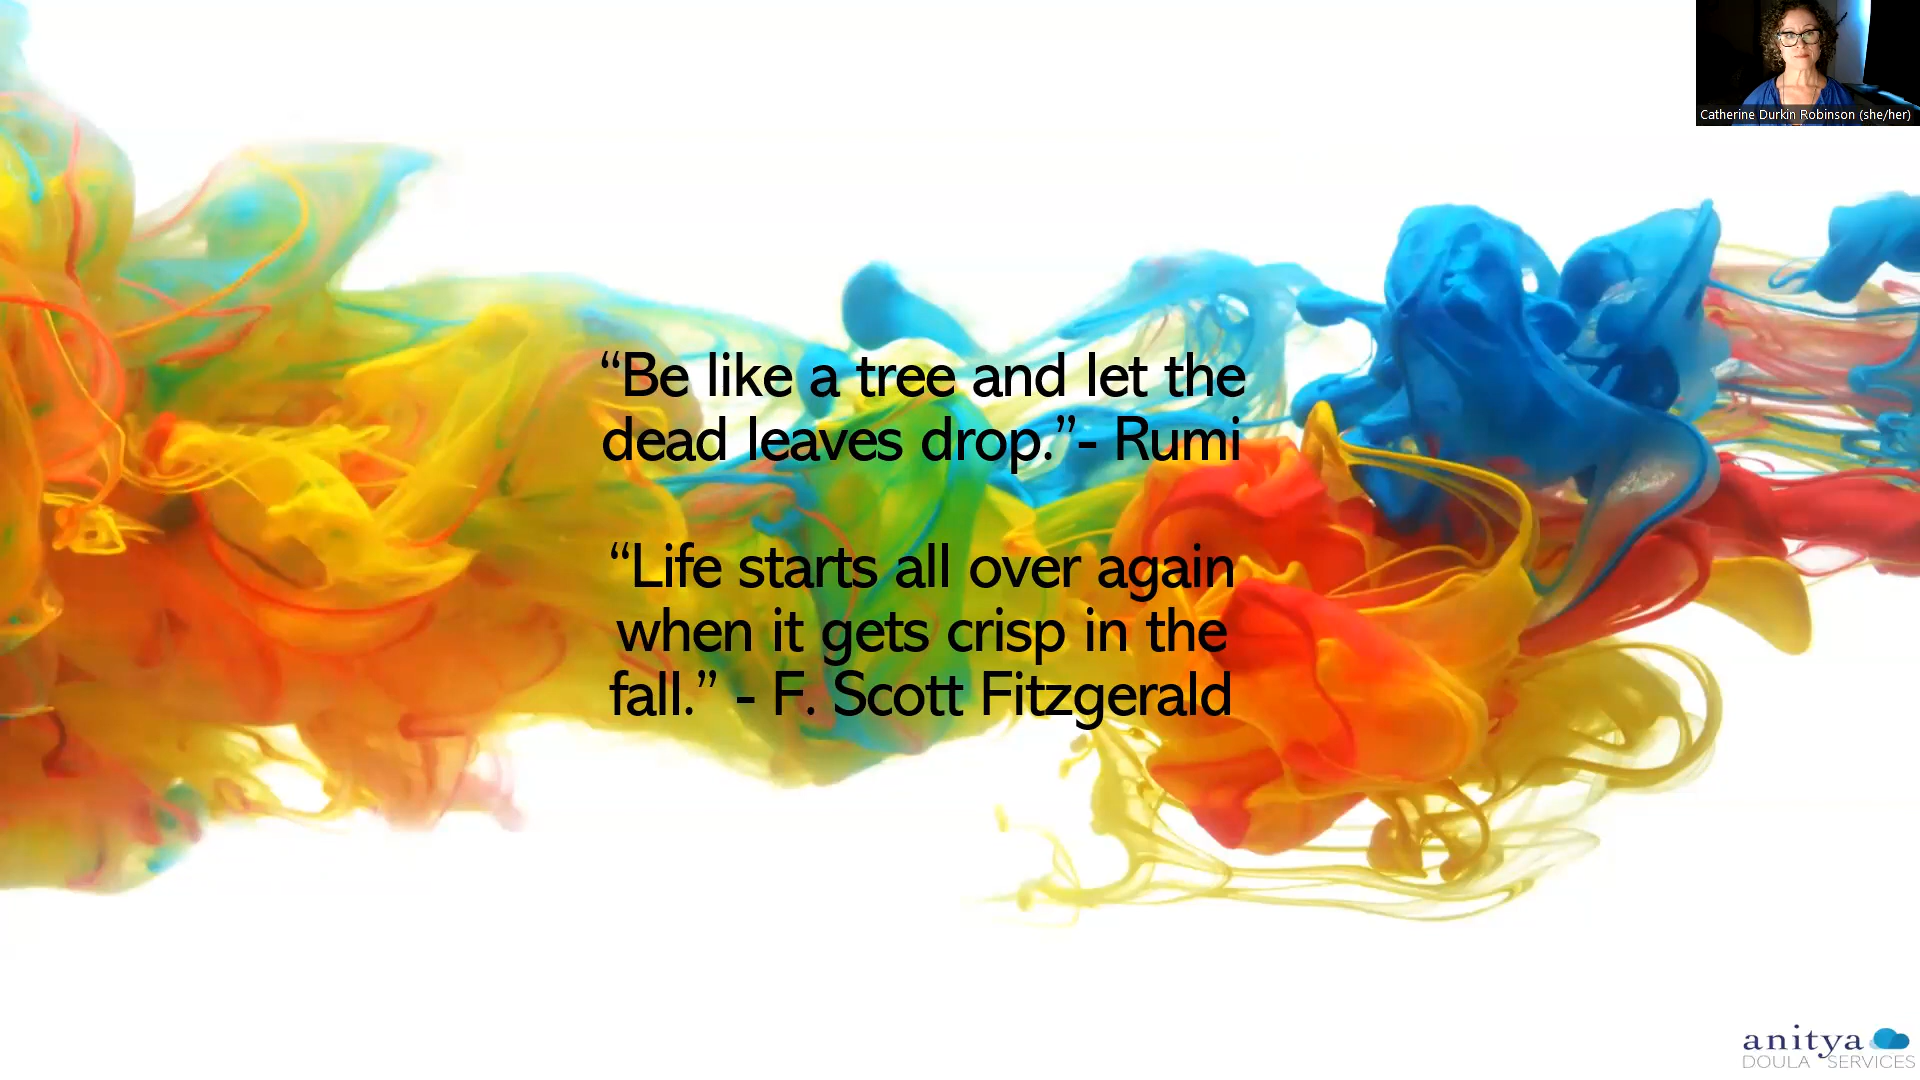 Catherine Durkin Robinson (she/her)
“Be like a tree and let the
dead leaves drop.”- Rumi
“Life starts all over again
when it gets crisp in the
fall.” - F. Scott Fitzgerald
anitya
DOULA SERVICES